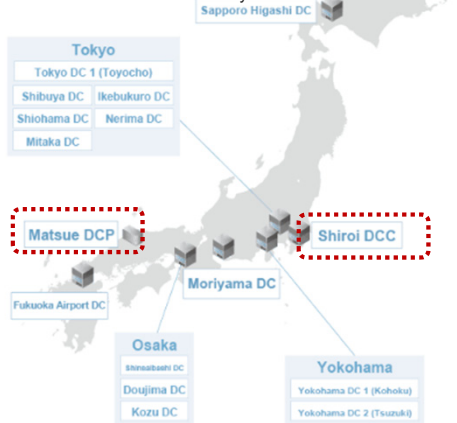 Sapporo Higashi DC
Tokyo
Tokyo DC 1 (Toyocho)
Shibuya DC Ikebukuro DC
Shiohama DC Nerima DC
Mitaka DC
Matsue DCP
Shiroi DCC
Moriyama DC
Fukuoka Airport DC
Osaka
Shinsaibashi DC
Doujima DC
Kozu DC
Yokohama
Yokohama DC 1 (Kohoku)
Yokohama DC 2 (Tsuzuki)